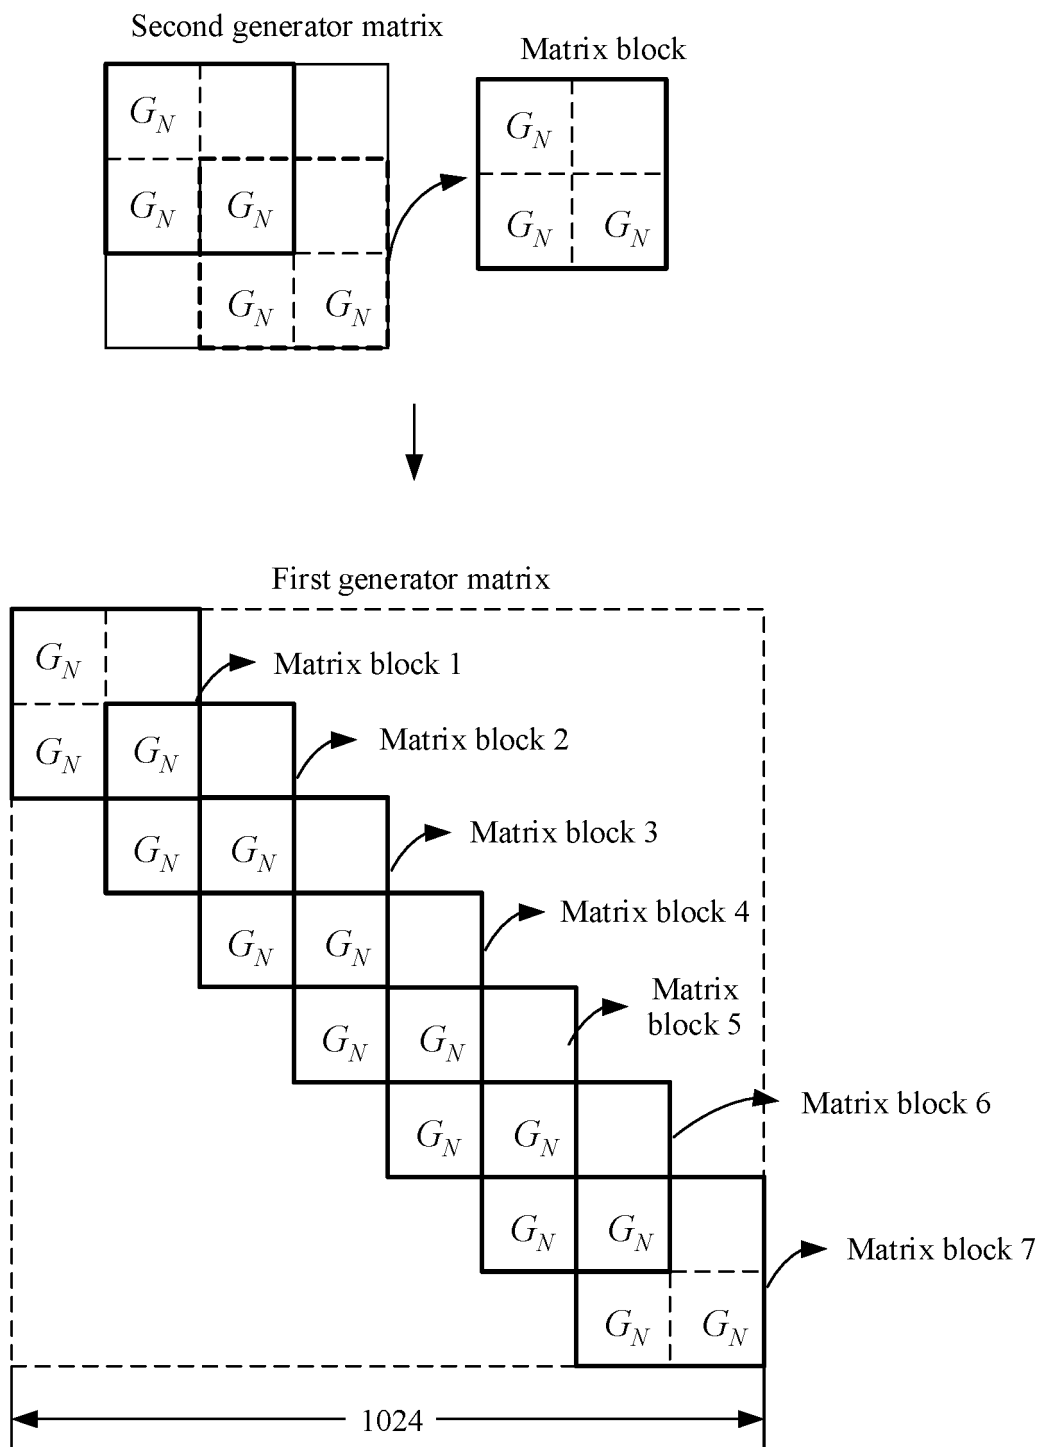 Second generator matrix
Matrix block
G_N
G_N
G_N G_N
G_N G_N
G_N G_N
First generator matrix
G_N
Matrix block 1
G_N G_N
Matrix block 2
G_N G_N
Matrix block 3
G_N G_N
Matrix block 4
G_N G_N
Matrix
block 5
G_N G_N
Matrix block 6
G_N G_N
Matrix block 7
G_N G_N
1024